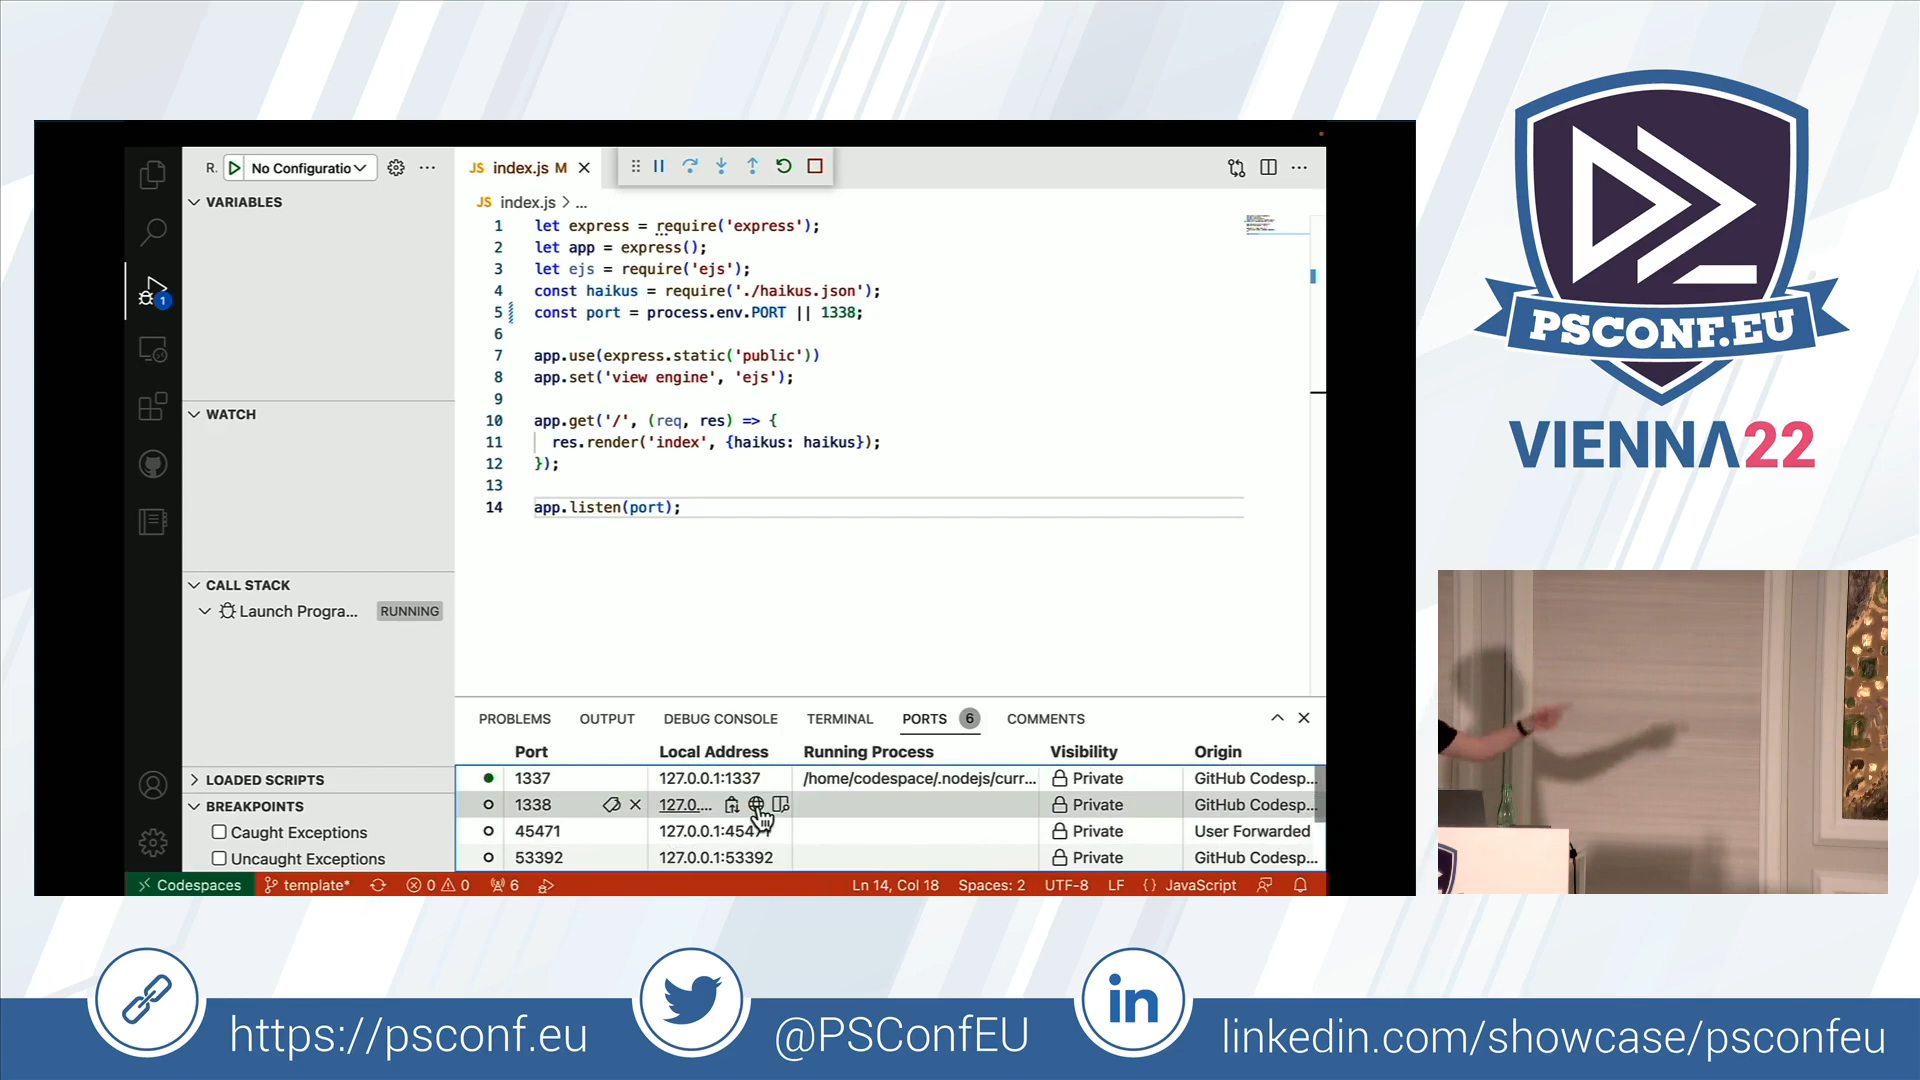 R.
No Configuratio
...
JS index.js M
...
VARIABLES
JS index.js > ...
1 let express = require('express');
2 let app = express();
3 let ejs = require('ejs');
4 const haikus = require('./haikus.json');
5 const port = process.env.PORT || 1338;
6
7 app.use(express.static('public'))
8 app.set('view engine', 'ejs');
9
10 app.get('/', (req, res) => {
11 res.render('index', {haikus: haikus});
12 });
13
14 app.listen(port);
1
WATCH
CALL STACK
Launch Progra... RUNNING
LOADED SCRIPTS
BREAKPOINTS
Caught Exceptions
Uncaught Exceptions
PROBLEMS OUTPUT DEBUG CONSOLE TERMINAL PORTS 6 COMMENTS
Port Local Address Running Process Visibility Origin
1337 127.0.0.1:1337 /home/codespace/.nodejs/curr... Private GitHub Codesp...
1338 127.0.... Private GitHub Codesp...
45471 127.0.0.1:4547 Private User Forwarded
53392 127.0.0.1:53392 Private GitHub Codesp...
Codespaces template* 0 0 6 Ln 14, Col 18 Spaces: 2 UTF-8 LF {} JavaScript
PSCONF.EU
VIENNA22
https://psconf.eu
@PSConfEU
in
linkedin.com/showcase/psconfeu